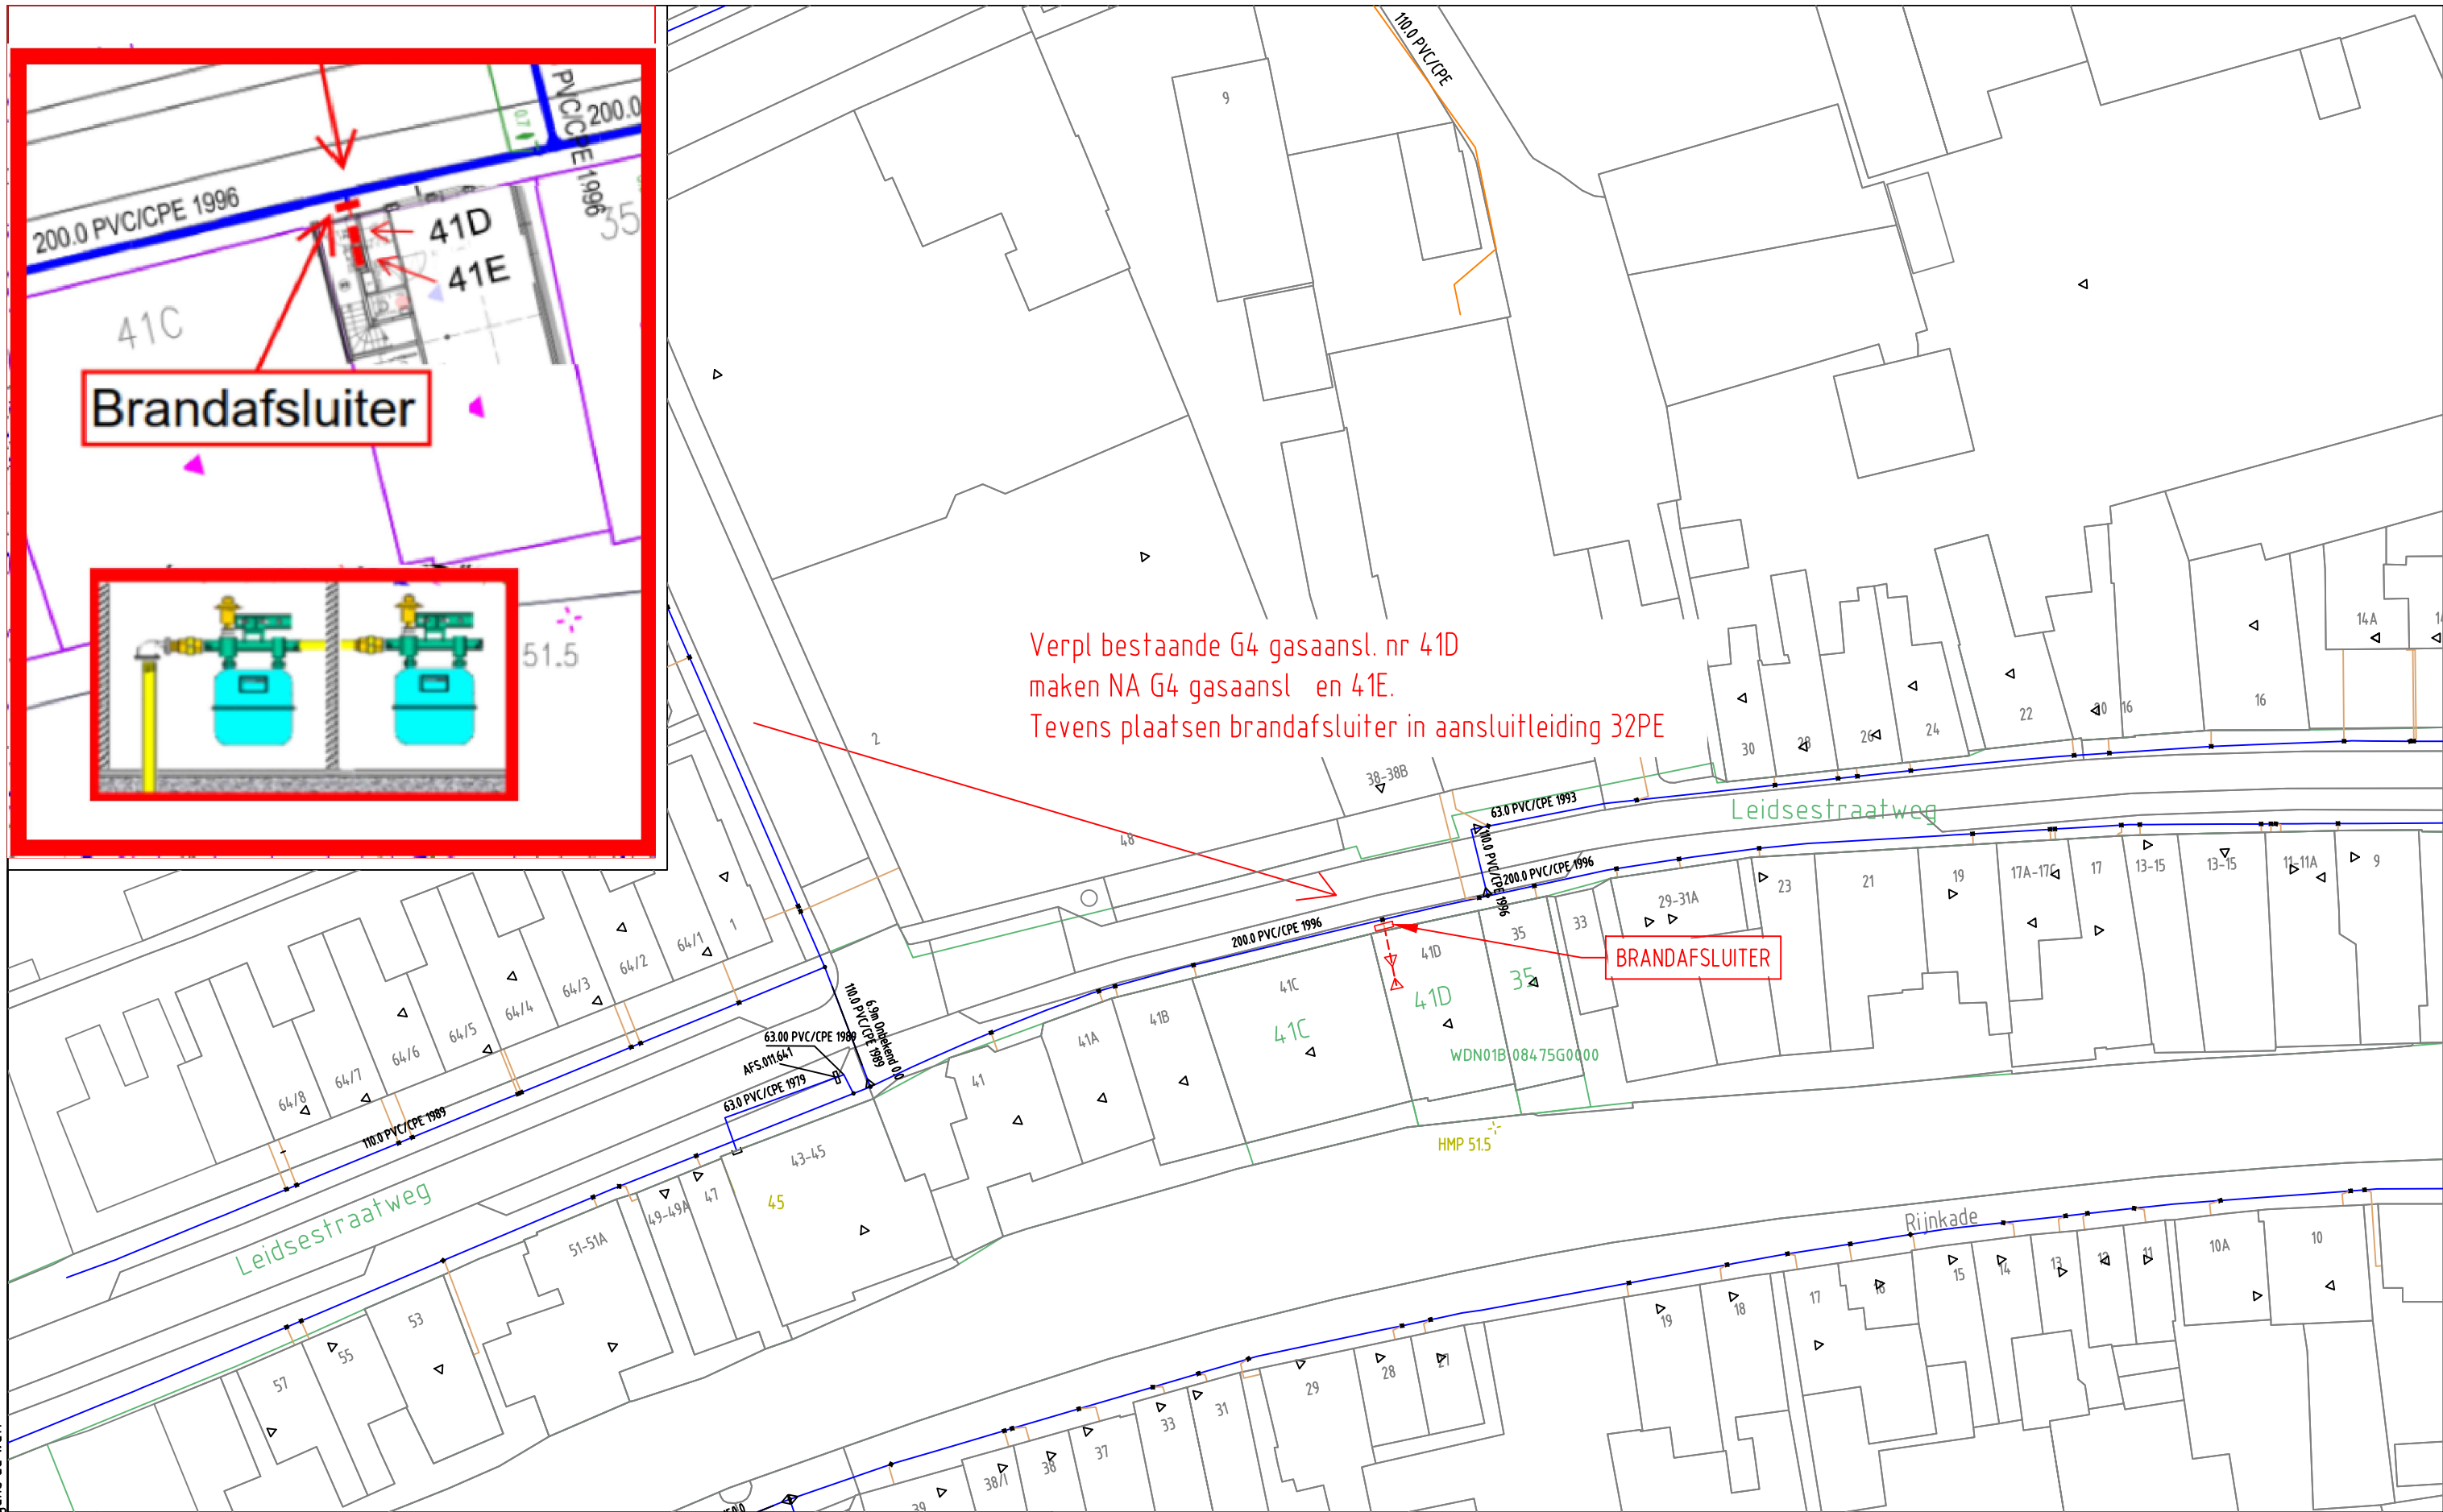 PVC/CPE 1996
200.0
0.7
200.0 PVC/CPE 1996
35
41D
41E
41C
Brandafsluiter
51.5
110.0 PVC/CPE
9
Verpl bestaande G4 gasaansl. nr 41D
maken NA G4 gasaansl en 41E.
Tevens plaatsen brandafsluiter in aansluitleiding 32PE
14A
16
16
20
22
24
26
28
30
2
38-38B
63.0 PVC/CPE 1993
Leidsestraatweg
48
110.0 PVC/CPE 1996
200.0 PVC/CPE 1996
200.0 PVC/CPE 1996
BRANDAFSLUITER
41D
35
33
29-31A
23
21
19
17A-17C
17
13-15
13-15
11-11A
9
1
64/1
64/2
64/3
64/4
64/5
64/6
64/7
64/8
41C
41D
35
41C
41B
41A
41
WDN01B 08475G0000
HMP 51.5
6.9m Onbekend 0.0
110.0 PVC/CPE 1989
63.00 PVC/CPE 1989
AFS.011.641
63.0 PVC/CPE 1979
110.0 PVC/CPE 1989
43-45
45
47
49-49A
51-51A
53
55
57
Leidsestraatweg
Rijnkade
10
10A
11
12
13
14
15
16
17
18
19
27
28
29
31
33
37
38
38/1
39